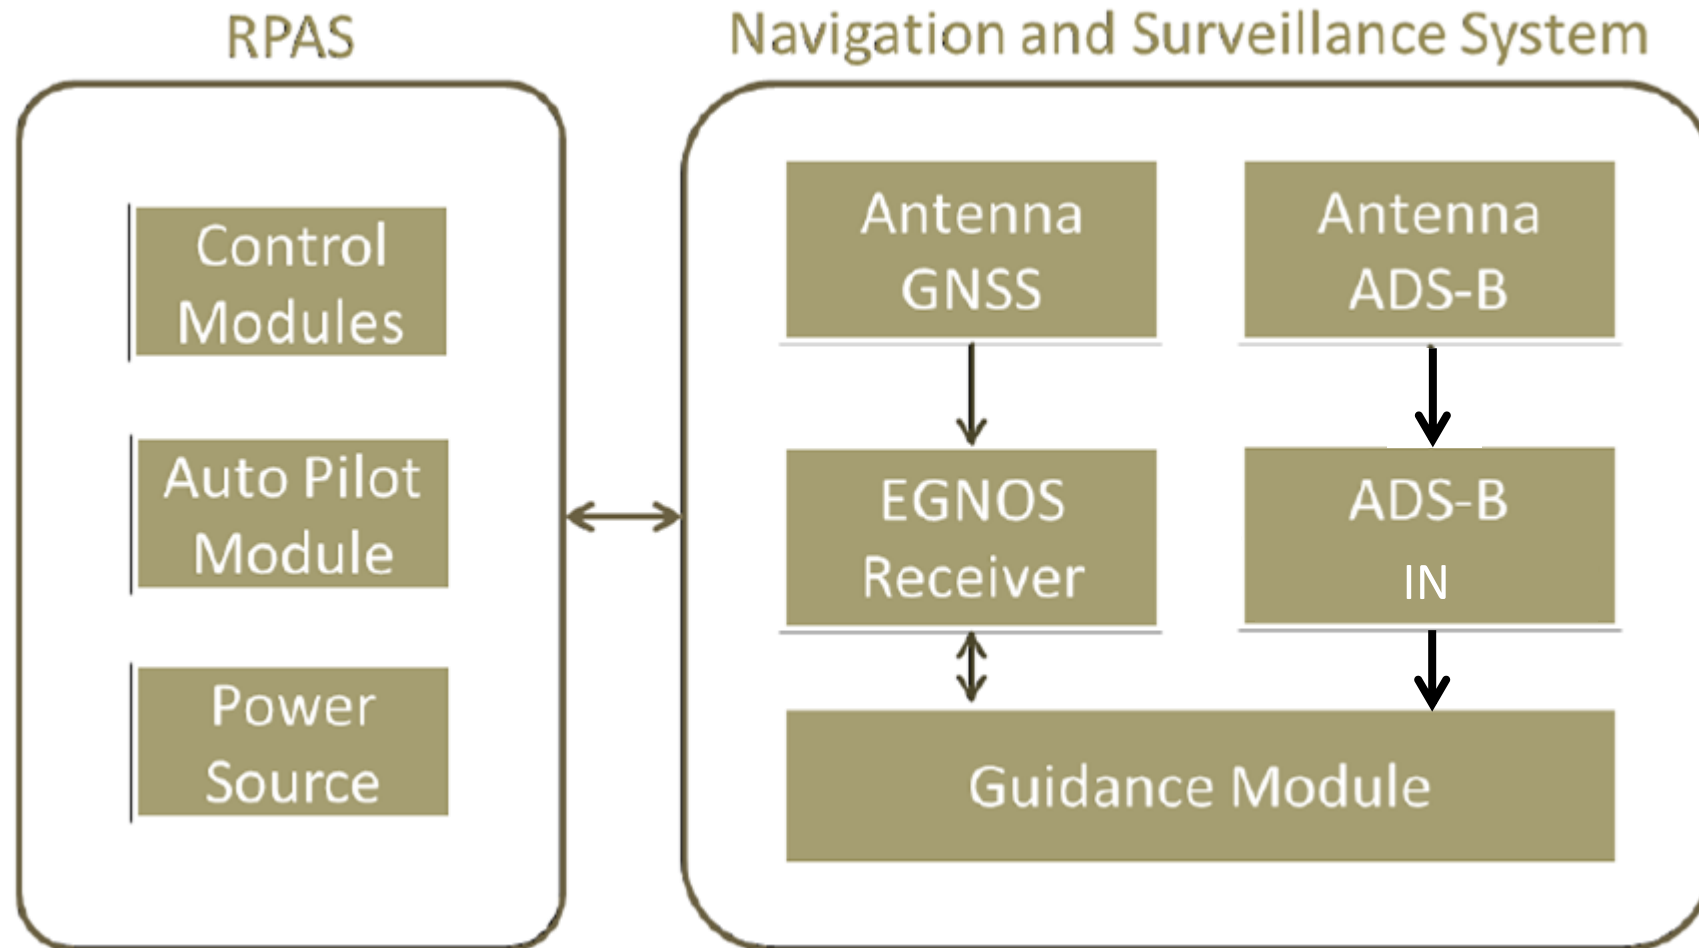 RPAS
Control
Modules
Auto Pilot
Module
Power
Source
Navigation and Surveillance System
Antenna
GNSS
Antenna
ADS-B
EGNOS
Receiver
ADS-B
IN
Guidance Module